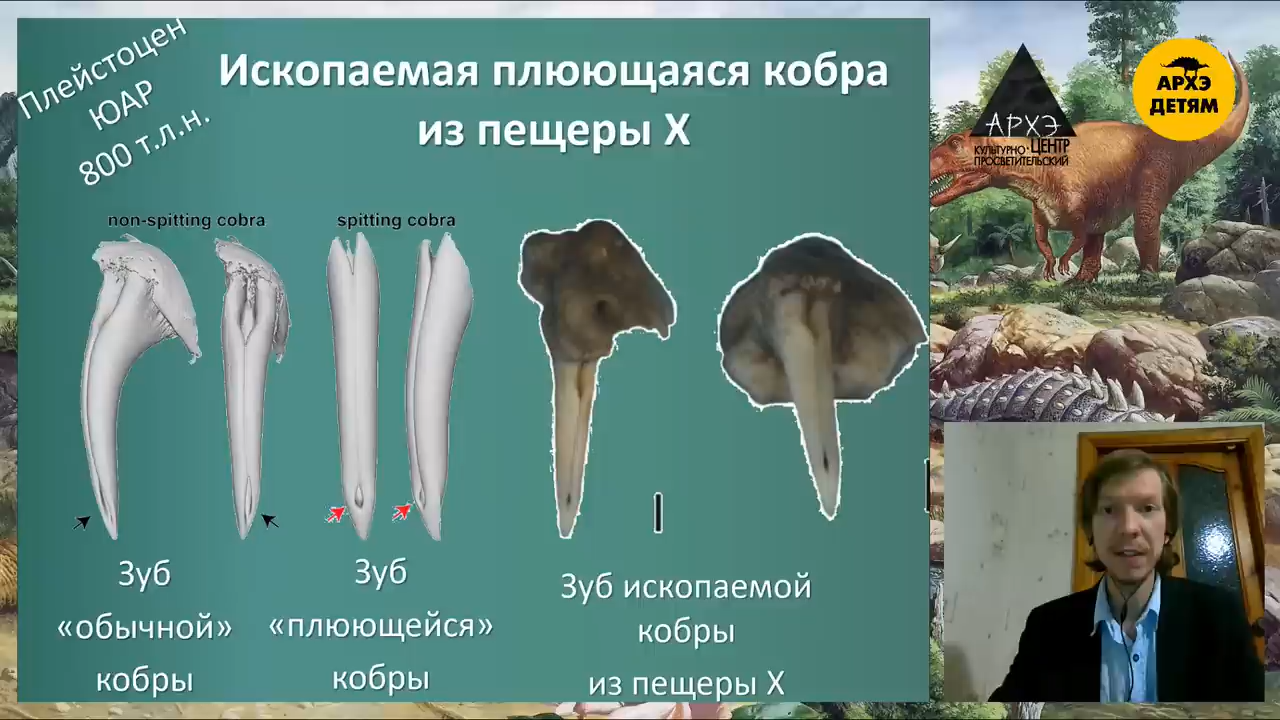 Плейстоцен
ЮАР
800 т.л.н.
Ископаемая плюющаяся кобра
из пещеры X
non-spitting cobra
spitting cobra
Зуб
«обычной»
кобры
Зуб
«плюющейся»
кобры
Зуб ископаемой
кобры
из пещеры X
АРХЭ
КУЛЬТУРНО-ЦЕНТР
ПРОСВЕТИТЕЛЬСКИЙ
АРХЭ
ДЕТЯМ